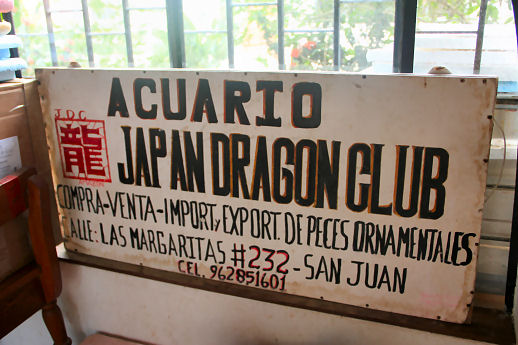 ACUARIO
J.D.C
龍
JAPAN DRAGON CLUB
COMPRA-VENTA-IMPORT.y EXPORT. DE PECES ORNAMENTALES
CALLE: LAS MARGARITAS #232 - SAN JUAN
CEL. 962851601